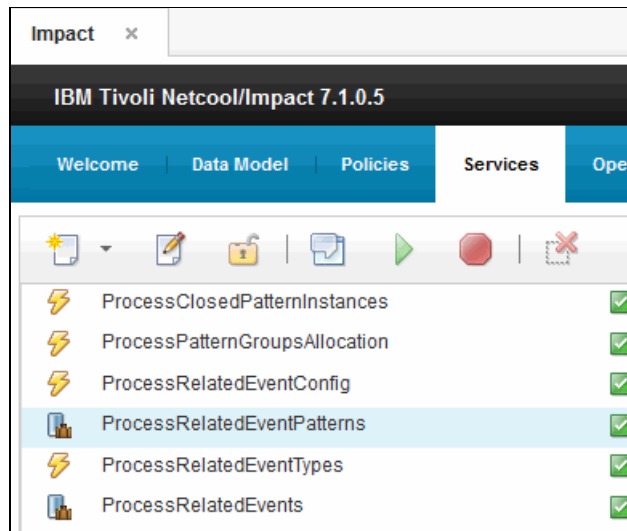 Impact ×
IBM Tivoli Netcool/Impact 7.1.0.5
Welcome Data Model Policies Services Ope
ProcessClosedPatternInstances
ProcessPatternGroupsAllocation
ProcessRelatedEventConfig
ProcessRelatedEventPatterns
ProcessRelatedEventTypes
ProcessRelatedEvents